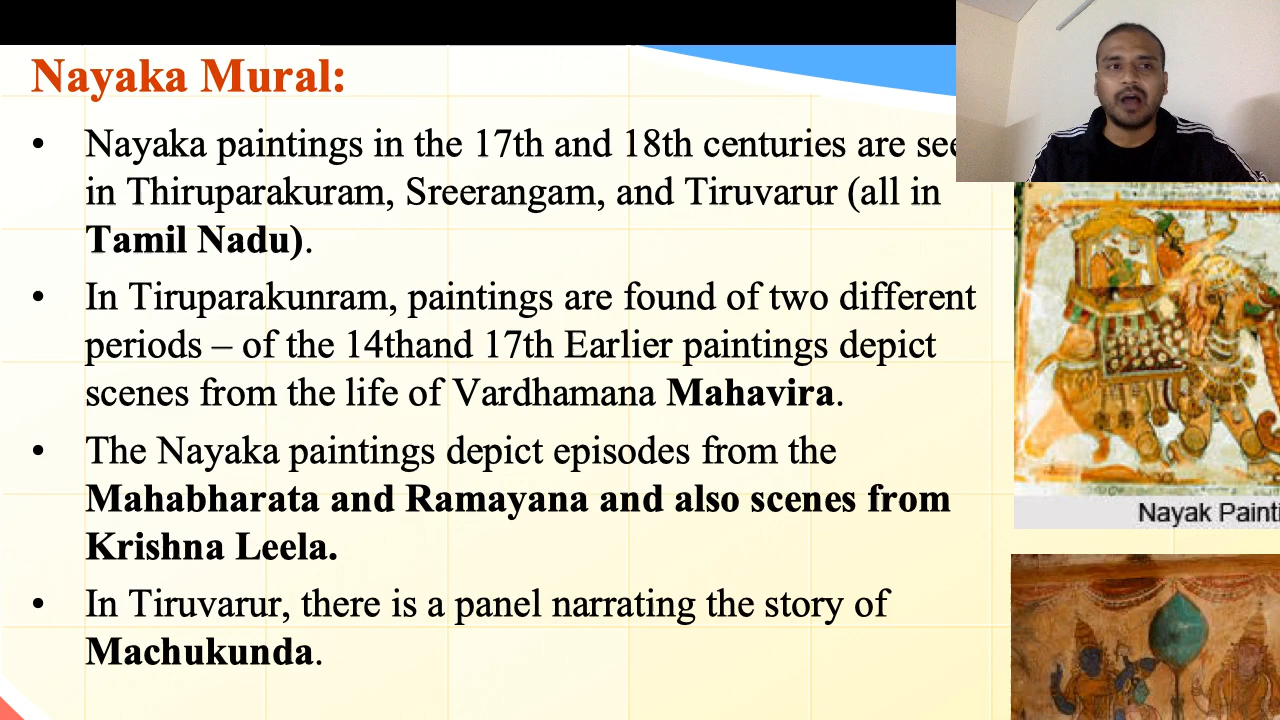 Nayaka Mural:
• Nayaka paintings in the 17th and 18th centuries are see
in Thiruparakuram, Sreerangam, and Tiruvarur (all in
Tamil Nadu).
• In Tiruparakunram, paintings are found of two different
periods – of the 14thand 17th Earlier paintings depict
scenes from the life of Vardhamana Mahavira.
• The Nayaka paintings depict episodes from the
Mahabharata and Ramayana and also scenes from
Krishna Leela.
• In Tiruvarur, there is a panel narrating the story of
Machukunda.
Nayak Painti